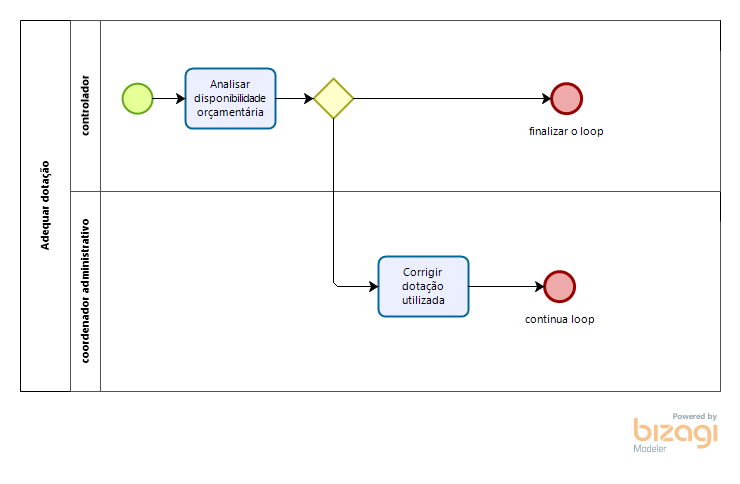 Adequar dotação
controlador
Analisar
disponibilidade
orçamentária
finalizar o loop
coordenador administrativo
Corrigir
dotação
utilizada
continua loop
Powered by
bizagi
Modeler